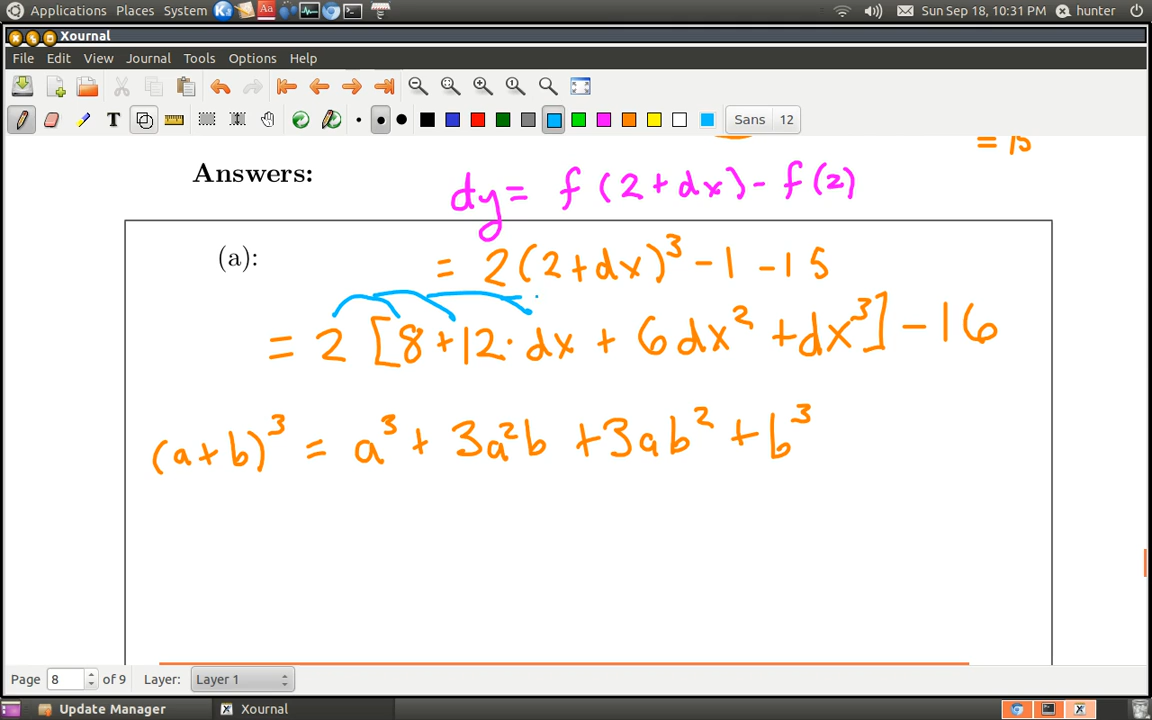 Applications Places System Aa Sun Sep 18, 10:31 PM hunter
Xournal
File Edit View Journal Tools Options Help
T Sans 12
= 15
Answers:
dy = f(2+dx) - f(2)
(a):
= 2(2+dx)³ - 1 - 15
= 2 [8 + 12·dx + 6dx² + dx³] - 16
(a+b)³ = a³ + 3a²b + 3ab² + b³
Page 8 of 9 Layer: Layer 1
Update Manager Xournal